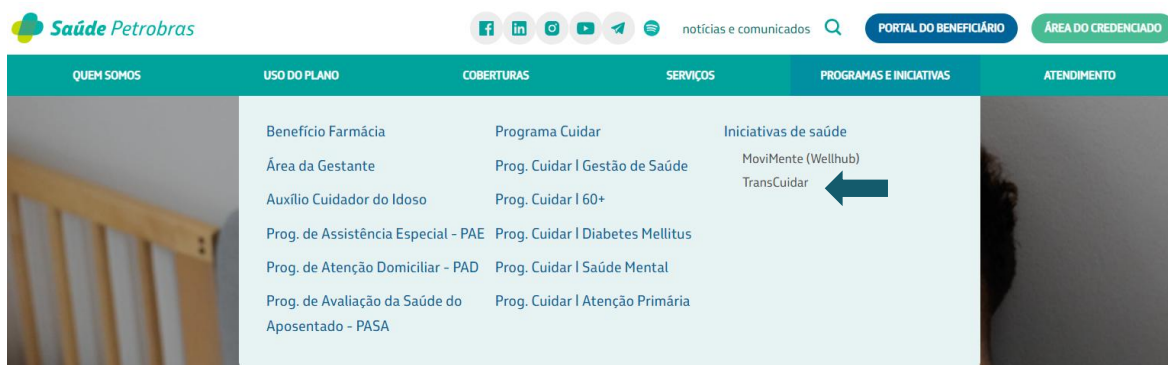 Saúde Petrobras
notícias e comunicados
PORTAL DO BENEFICIÁRIO
ÁREA DO CREDENCIADO
QUEM SOMOS
USO DO PLANO
COBERTURAS
SERVIÇOS
PROGRAMAS E INICIATIVAS
ATENDIMENTO
Benefício Farmácia
Área da Gestante
Auxílio Cuidador do Idoso
Prog. de Assistência Especial - PAE
Prog. de Atenção Domiciliar - PAD
Prog. de Avaliação da Saúde do
Aposentado - PASA
Programa Cuidar
Prog. Cuidar l Gestão de Saúde
Prog. Cuidar l 60+
Prog. Cuidar l Diabetes Mellitus
Prog. Cuidar l Saúde Mental
Prog. Cuidar l Atenção Primária
Iniciativas de saúde
MoviMente (Wellhub)
TransCuidar